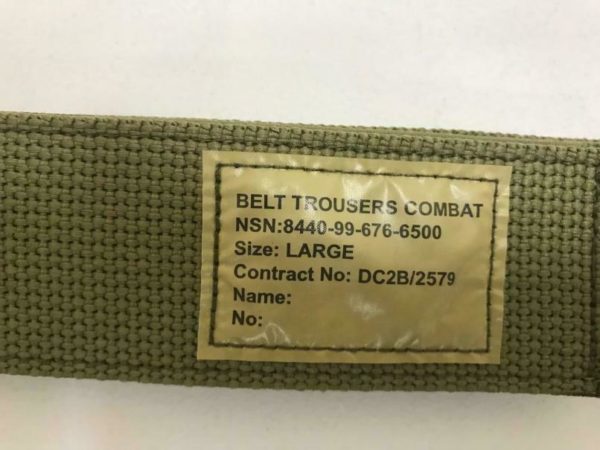 BELT TROUSERS COMBAT
NSN:8440-99-676-6500
Size: LARGE
Contract No: DC2B/2579
Name:
No: